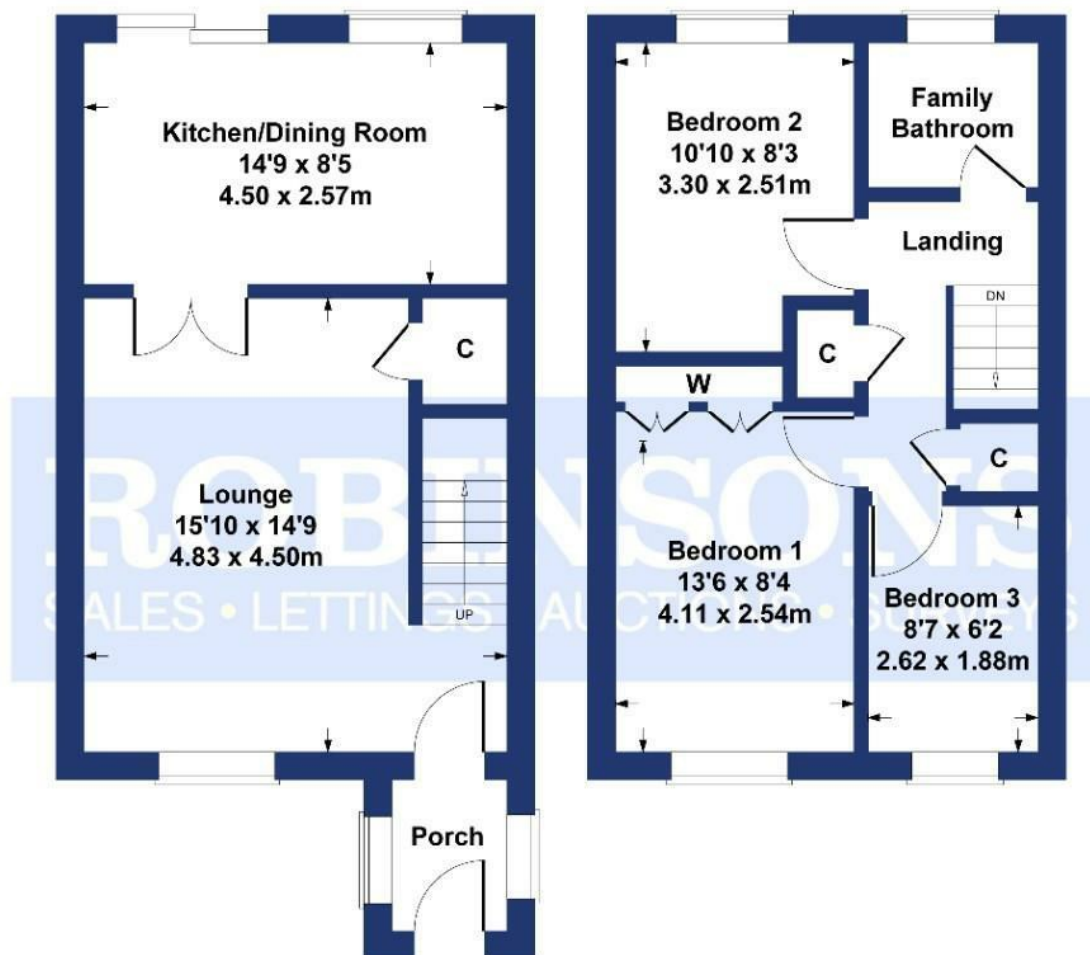 Kitchen/Dining Room
14'9 x 8'5
4.50 x 2.57m
C
Lounge
15'10 x 14'9
4.83 x 4.50m
UP
Porch
Bedroom 2
10'10 x 8'3
3.30 x 2.51m
Family
Bathroom
Landing
DN
C
W
C
Bedroom 1
13'6 x 8'4
4.11 x 2.54m
Bedroom 3
8'7 x 6'2
2.62 x 1.88m
ROBINSONS
SALES • LETTINGS • AUCTIONS • SURVEYS